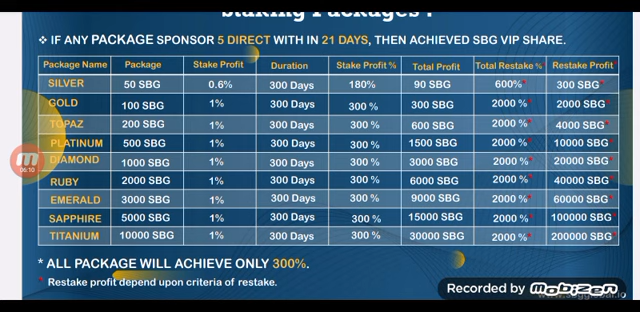 Staking Packages :
❖ IF ANY PACKAGE SPONSOR 5 DIRECT WITH IN 21 DAYS, THEN ACHIEVED SBG VIP SHARE.
Package Name Package Stake Profit Duration Stake Profit % Total Profit Total Restake % Restake Profit*
SILVER 50 SBG 0.6% 300 Days 180% 90 SBG 600%* 300 SBG*
GOLD 100 SBG 1% 300 Days 300 % 300 SBG 2000 %* 2000 SBG*
TOPAZ 200 SBG 1% 300 Days 300 % 600 SBG 2000 %* 4000 SBG*
PLATINUM 500 SBG 1% 300 Days 300 % 1500 SBG 2000 %* 10000 SBG*
DIAMOND 1000 SBG 1% 300 Days 300 % 3000 SBG 2000 %* 20000 SBG*
RUBY 2000 SBG 1% 300 Days 300 % 6000 SBG 2000 %* 40000 SBG*
EMERALD 3000 SBG 1% 300 Days 300 % 9000 SBG 2000 %* 60000 SBG*
SAPPHIRE 5000 SBG 1% 300 Days 300 % 15000 SBG 2000 %* 100000 SBG*
TITANIUM 10000 SBG 1% 300 Days 300 % 30000 SBG 2000 %* 200000 SBG*
M
06:10
* ALL PACKAGE WILL ACHIEVE ONLY 300%.
* Restake profit depend upon criteria of restake.
Recorded by Mobizen